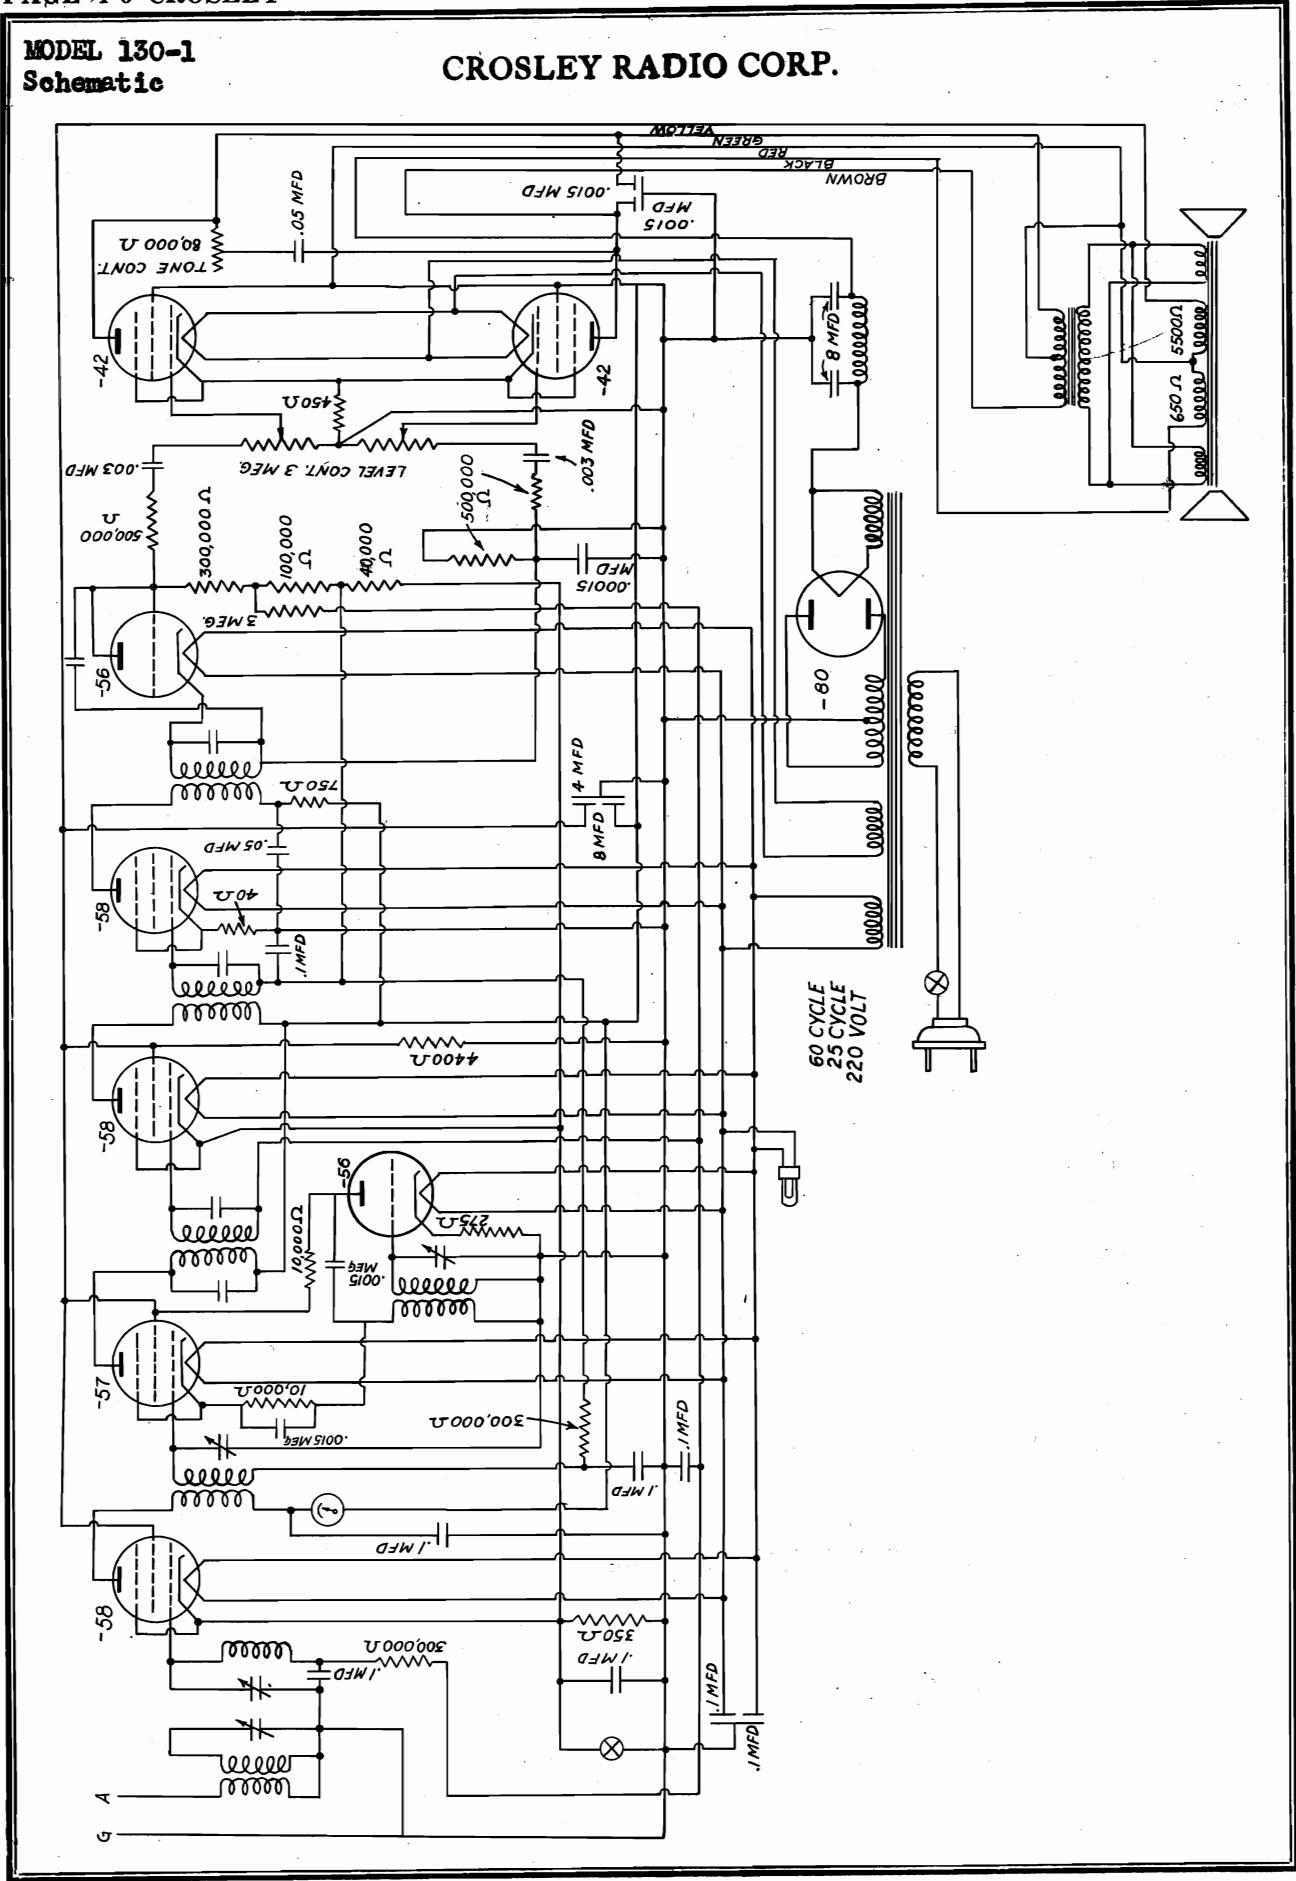 MODEL 130-1
Schematic
CROSLEY RADIO CORP.
YELLOW
GREEN
RED
BLACK
BROWN
.0015 MFD
.0015
MFD
.05 MFD
80,000 Ω
TONE CONT.
-42
-42
8 MFD
450Ω
5500Ω
650 Ω
.003 MFD
LEVEL CONT. 3 MEG.
.003 MFD
500,000
Ω
500,000
Ω
300,000 Ω
100,000
Ω
40,000
Ω
.00015
MFD
3 MEG.
-56
-80
750Ω
4 MFD
8 MFD
.05 MFD
40Ω
-58
.1 MFD
60 CYCLE
25 CYCLE
220 VOLT
4400Ω
-58
-56
275Ω
10,000Ω
.0015
MEG
-57
10,000Ω
.0015 MEG
300,000Ω
.1 MFD
.1 MFD
.1 MFD
-58
350Ω
.1 MFD
300,000Ω
.1 MFD
.1 MFD
.1 MFD
A
G